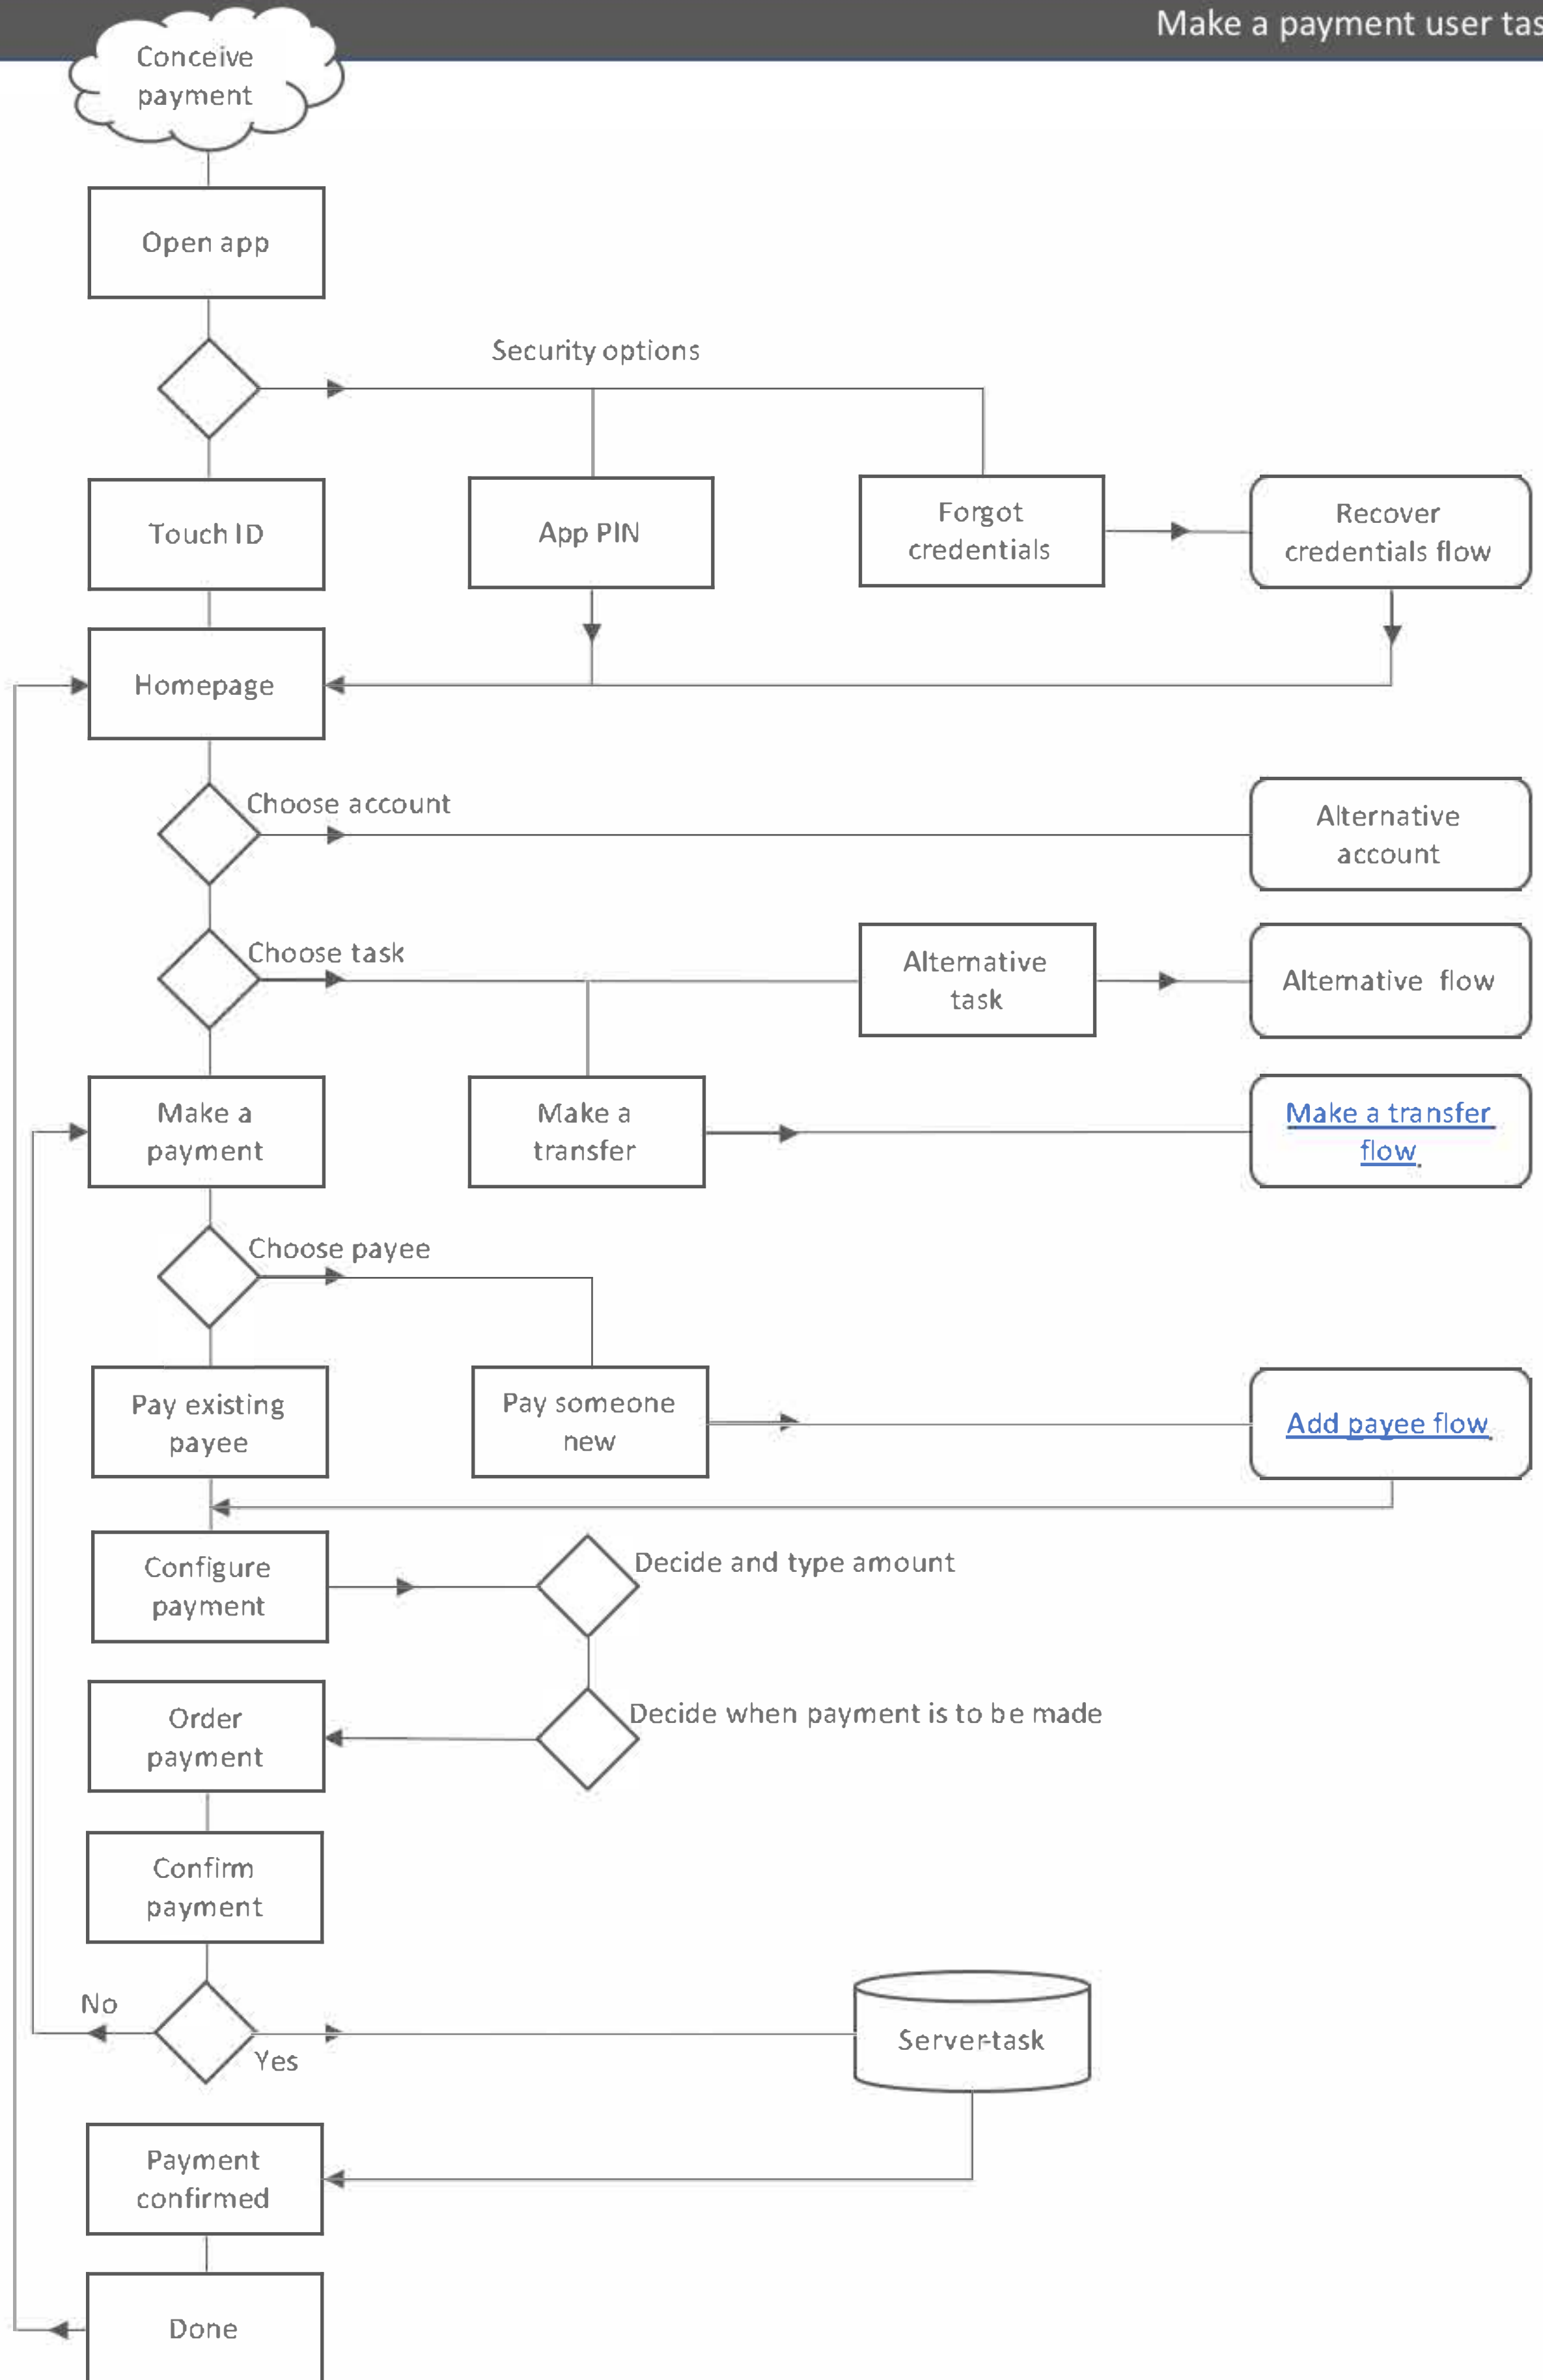 Make a payment user tas
Conceive
payment
Open app
Security options
Touch ID
App PIN
Forgot
credentials
Recover
credentials flow
Homepage
Choose account
Alternative
account
Choose task
Alternative
task
Alternative flow
Make a
payment
Make a
transfer
Make a transfer
flow.
Choose payee
Pay existing
payee
Pay someone
new
Add payee flow.
Configure
payment
Decide and type amount
Order
payment
Decide when payment is to be made
Confirm
payment
No
Yes
Server-task
Payment
confirmed
Done